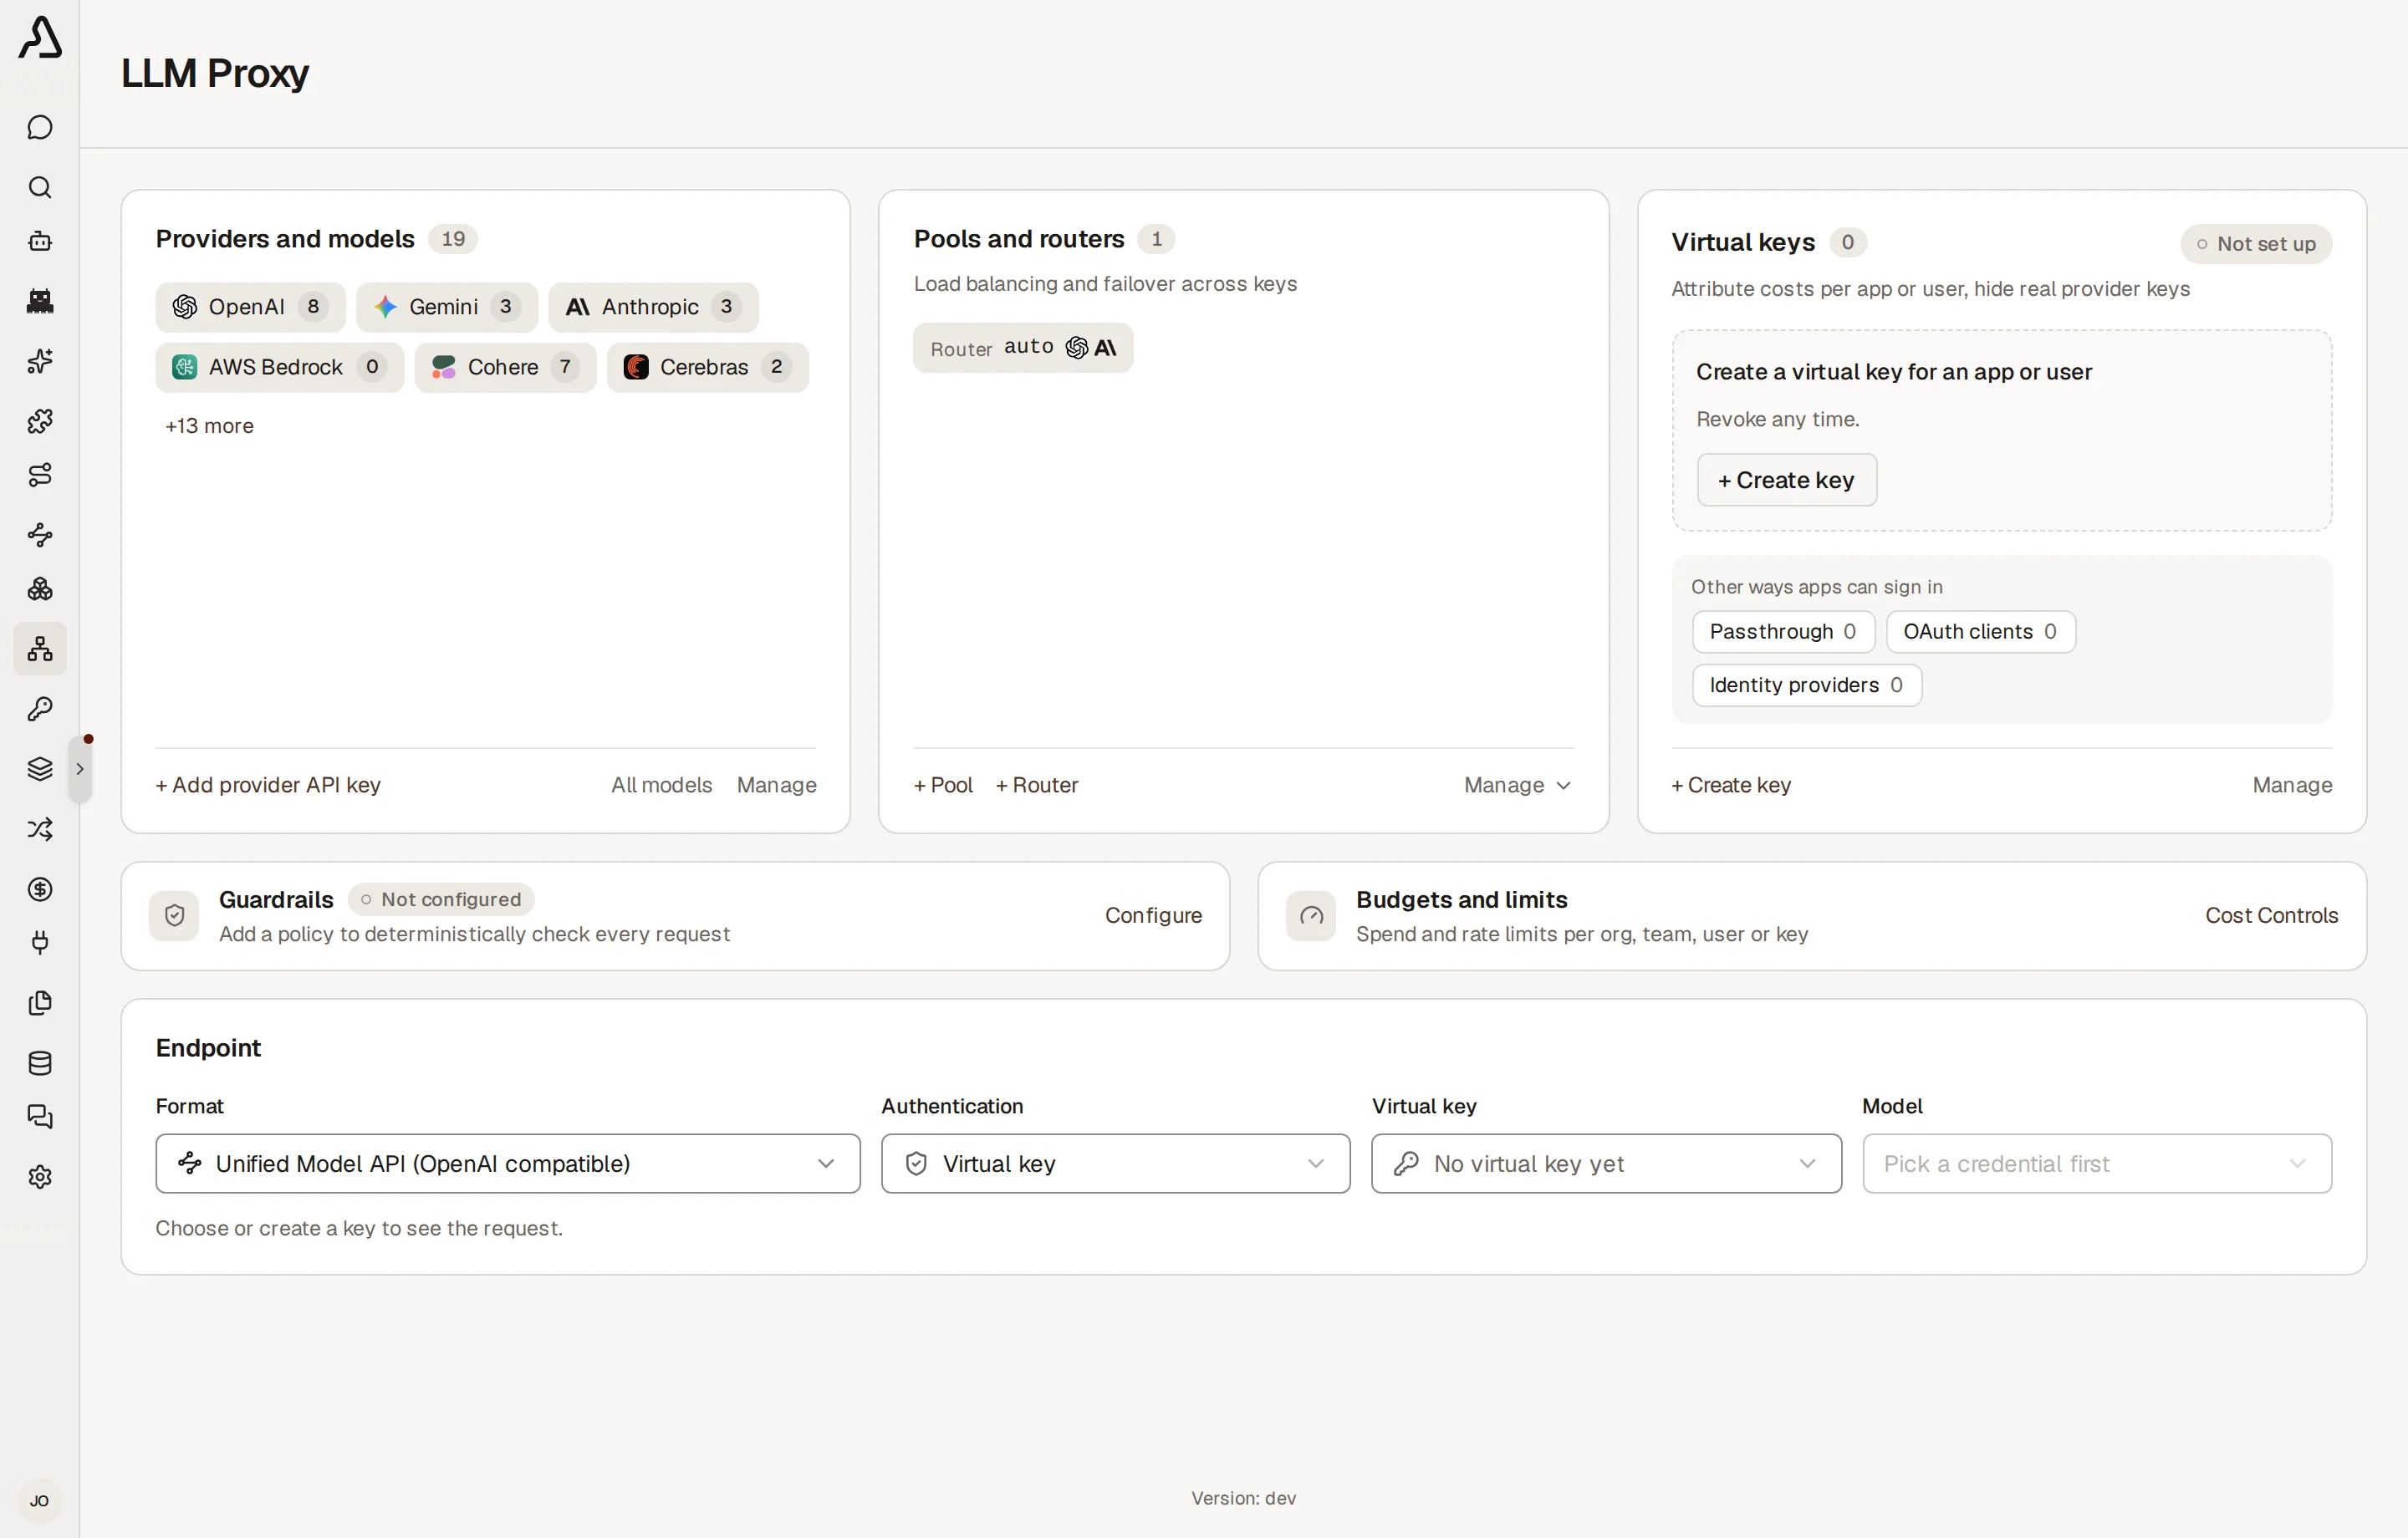 LLM Proxy
Providers and models 19
OpenAI 8 Gemini 3 Anthropic 3
AWS Bedrock 0 Cohere 7 Cerebras 2
+13 more
+ Add provider API key All models Manage
Pools and routers 1
Load balancing and failover across keys
Router auto
+ Pool + Router Manage
Virtual keys 0 Not set up
Attribute costs per app or user, hide real provider keys
Create a virtual key for an app or user
Revoke any time.
+ Create key
Other ways apps can sign in
Passthrough 0 OAuth clients 0
Identity providers 0
+ Create key Manage
Guardrails Not configured
Add a policy to deterministically check every request
Configure
Budgets and limits
Spend and rate limits per org, team, user or key
Cost Controls
Endpoint
Format Authentication Virtual key Model
Unified Model API (OpenAI compatible) Virtual key No virtual key yet Pick a credential first
Choose or create a key to see the request.
JO
Version: dev